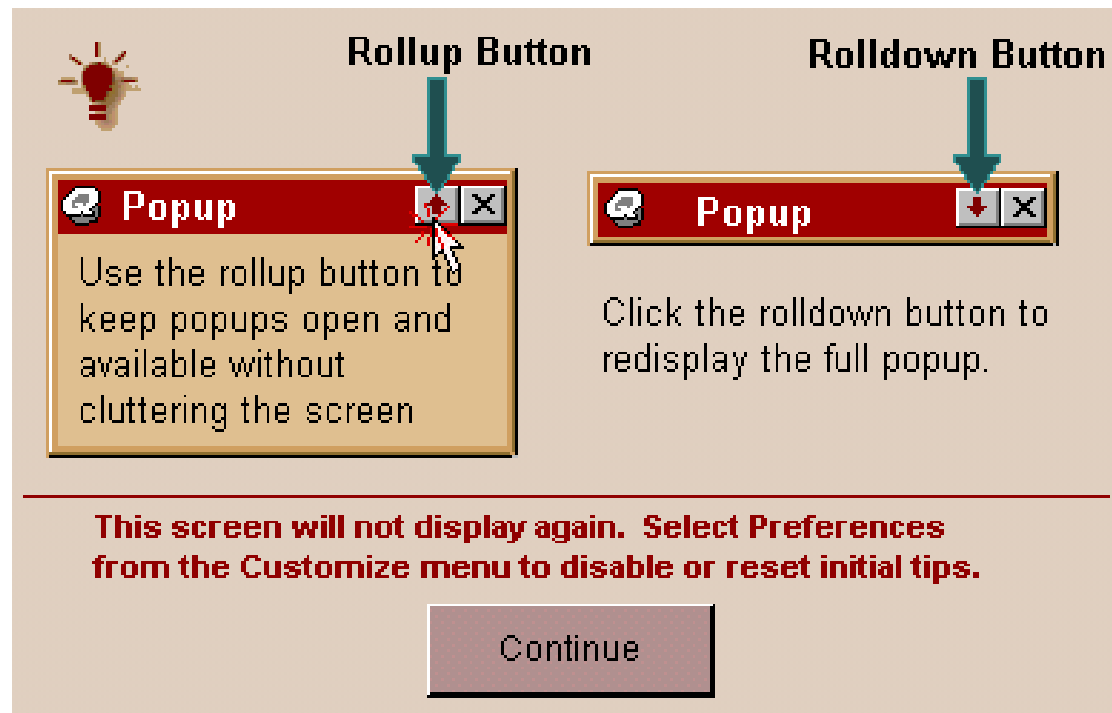 Rollup Button
Rolldown Button
Popup
Use the rollup button to
keep popups open and
available without
cluttering the screen
Popup
Click the rolldown button to
redisplay the full popup.
This screen will not display again. Select Preferences
from the Customize menu to disable or reset initial tips.
Continue